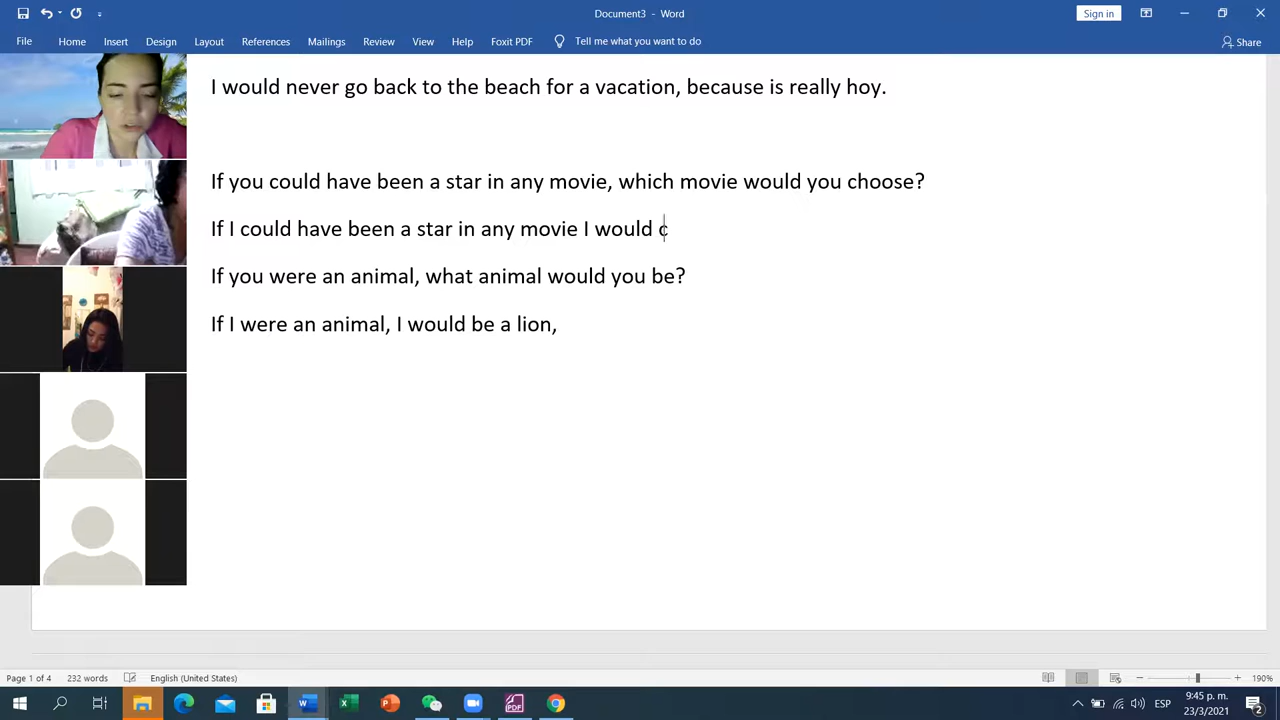 Document3 - Word
Sign in
File Home Insert Design Layout References Mailings Review View Help Foxit PDF Tell me what you want to do Share
I would never go back to the beach for a vacation, because is really hoy.
If you could have been a star in any movie, which movie would you choose?
If I could have been a star in any movie I would c
If you were an animal, what animal would you be?
If I were an animal, I would be a lion,
Page 1 of 4 232 words English (United States) 190%
9:45 p. m.
ESP
23/3/2021
2